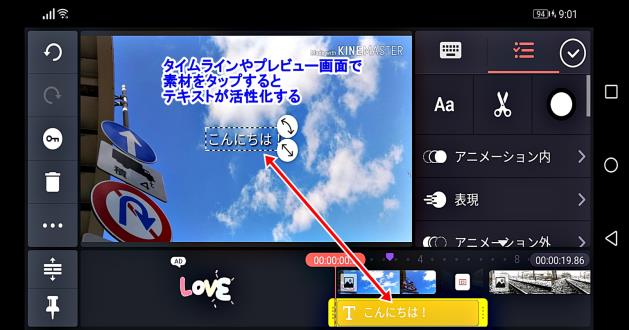 94
9:01
Made with KINEMASTER
タイムラインやプレビュー画面で
素材をタップすると
テキストが活性化する
こんにちは！
積
Aa
アニメーション内
表現
アニメーション外
AD
LOVE
00:00:00
4
8
00:00:19.86
T こんにちは！